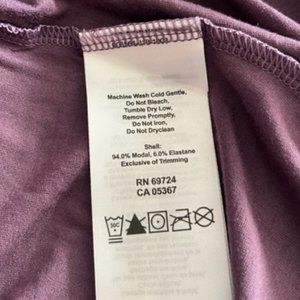 Machine Wash Cold Gentle,
Do Not Bleach,
Tumble Dry Low,
Remove Promptly,
Do Not Iron,
Do Not Dryclean
Shell:
94.0% Modal, 6.0% Elastane
Exclusive of Trimming
RN 69724
CA 05367
30C